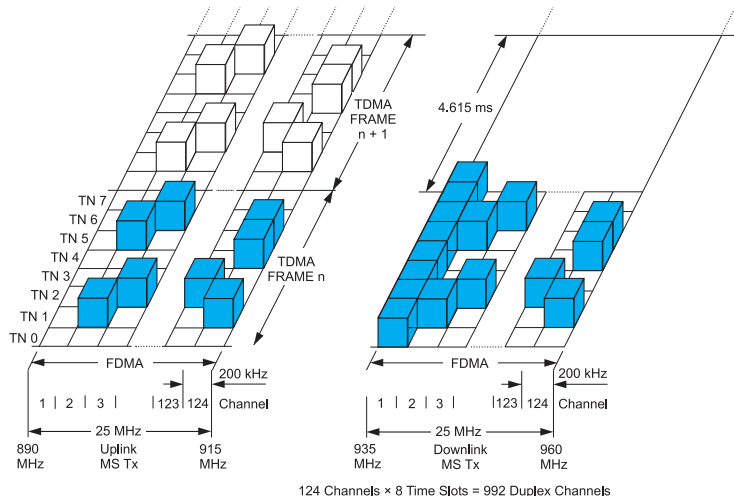 TDMA
FRAME
n + 1
4.615 ms
TN 7
TN 6
TN 5
TN 4
TN 3
TN 2
TN 1
TN 0
TDMA
FRAME n
FDMA
200 kHz
1 | 2 | 3 | | 123 | 124
Channel
25 MHz
890
MHz
Uplink
MS Tx
915
MHz
FDMA
200 kHz
1 | 2 | 3 | | 123 | 124
Channel
25 MHz
935
MHz
Downlink
MS Tx
960
MHz
124 Channels × 8 Time Slots = 992 Duplex Channels